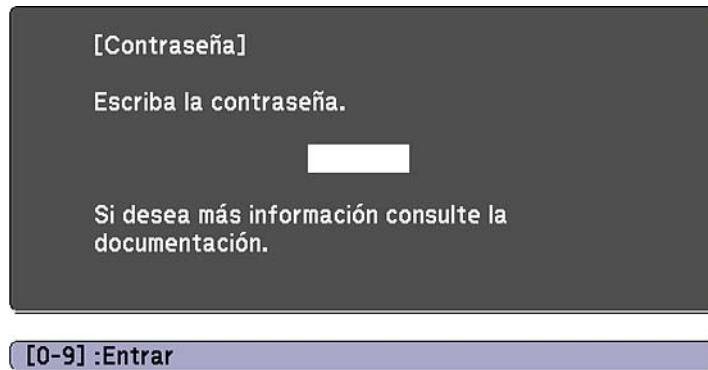 [Contraseña]
Escriba la contraseña.
Si desea más información consulte la
documentación.
[0-9] :Entrar